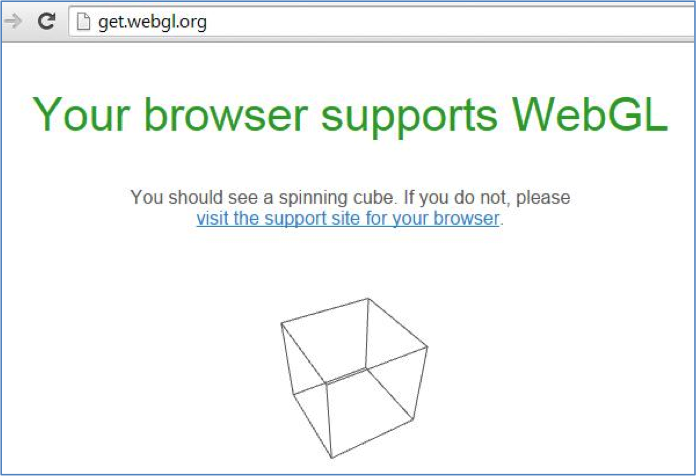 get.webgl.org
Your browser supports WebGL
You should see a spinning cube. If you do not, please
visit the support site for your browser.